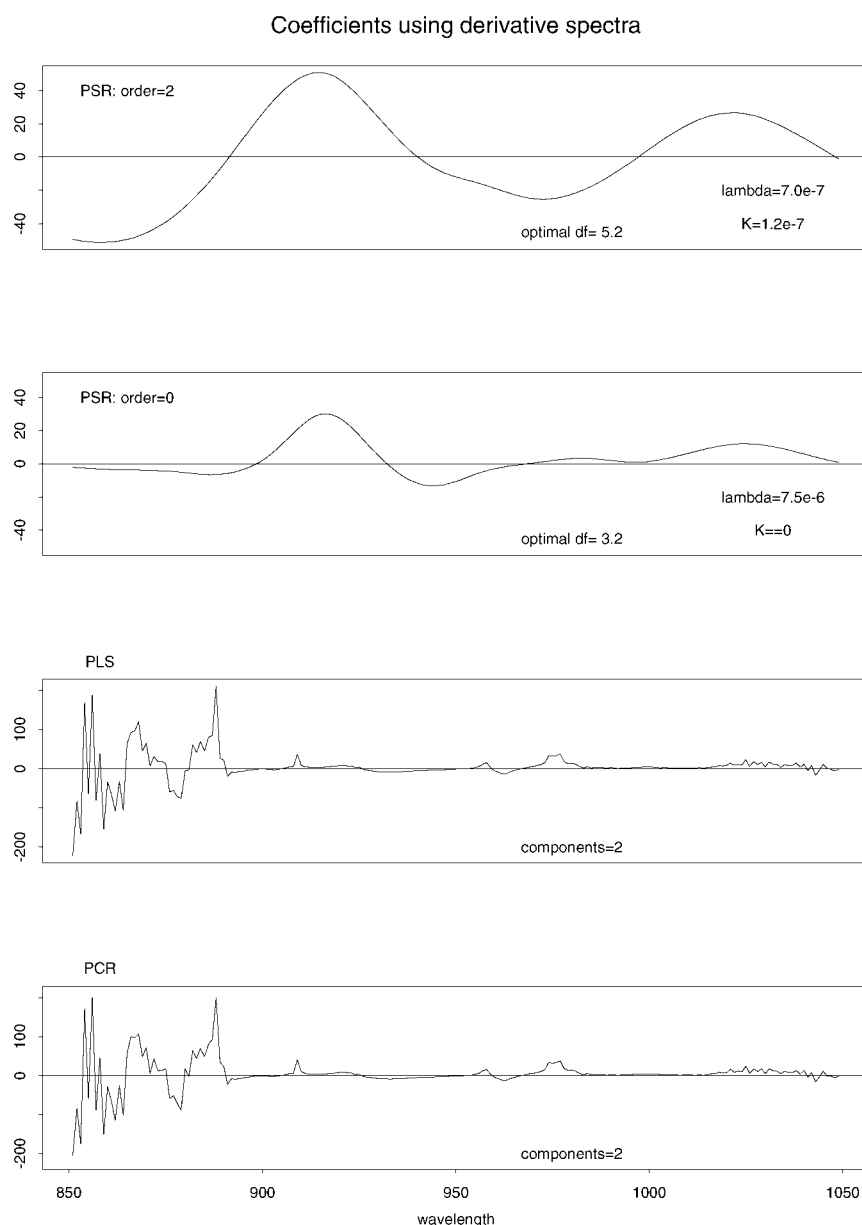 Coefficients using derivative spectra
PSR: order=2
40
20
0
-40
lambda=7.0e-7
K=1.2e-7
optimal df= 5.2
PSR: order=0
40
20
0
-40
lambda=7.5e-6
K==0
optimal df= 3.2
PLS
100
0
-200
components=2
PCR
100
0
-200
components=2
850 900 950 1000 1050
wavelength